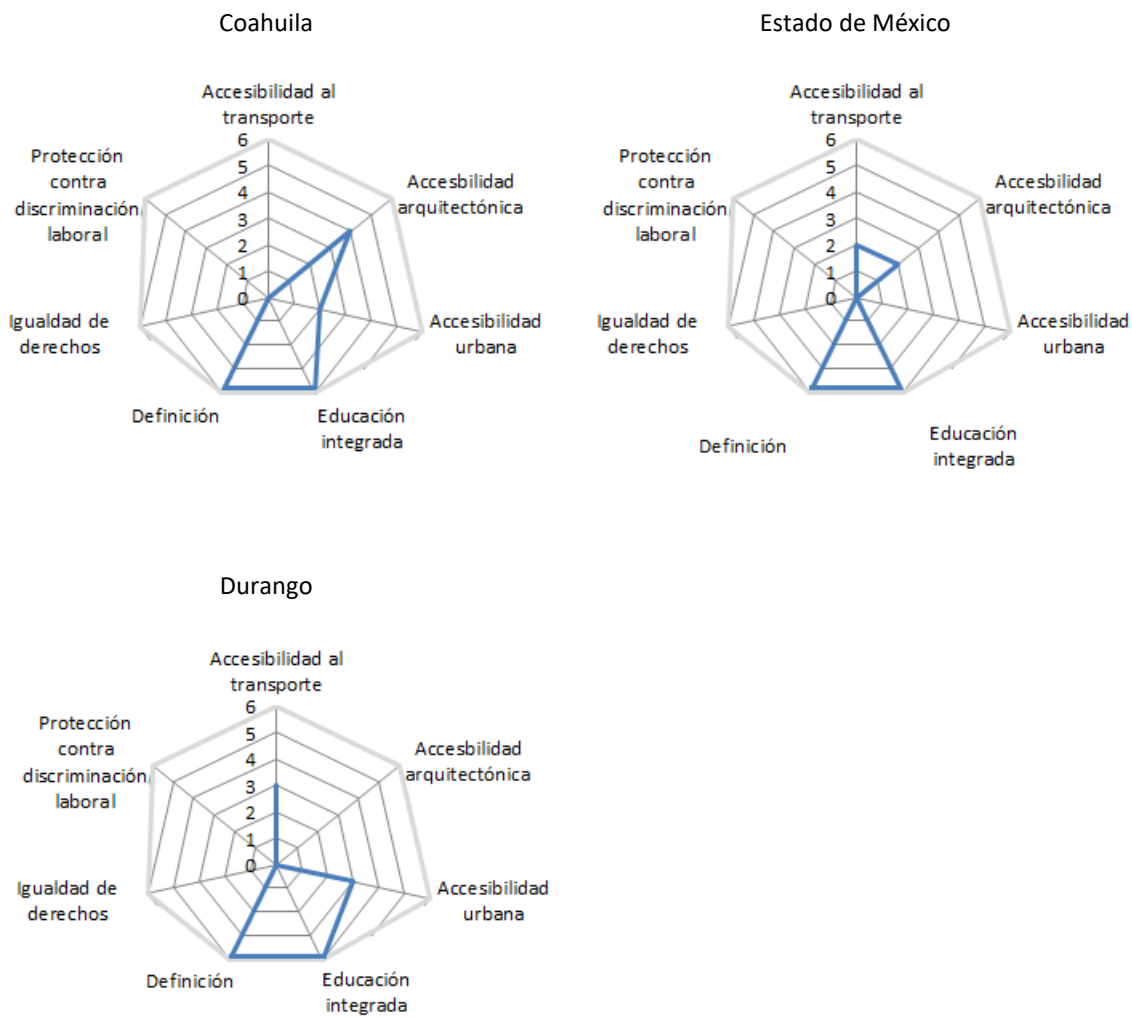 Coahuila
Accesibilidad al
transporte
6
5
4
3
2
1
0
Accesbilidad
arquitectónica
Accesibilidad
urbana
Educación
integrada
Definición
Igualdad de
derechos
Protección
contra
discriminación
laboral
Estado de México
Accesibilidad al
transporte
6
5
4
3
2
1
0
Accesbilidad
arquitectónica
Accesibilidad
urbana
Educación
integrada
Definición
Igualdad de
derechos
Protección
contra
discriminación
laboral
Durango
Accesibilidad al
transporte
6
5
4
3
2
1
0
Accesbilidad
arquitectónica
Accesibilidad
urbana
Educación
integrada
Definición
Igualdad de
derechos
Protección
contra
discriminación
laboral